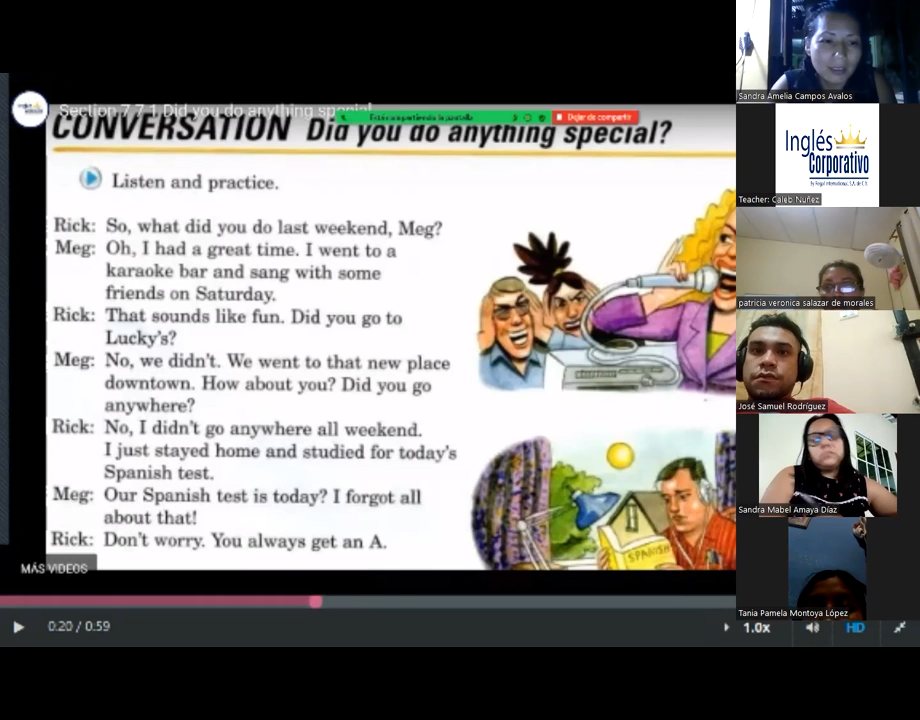 Section 7 7.1 Did you do anything special
Está compartiendo la pantalla
Dejar de compartir
CONVERSATION Did you do anything special?
Listen and practice.
Rick: So, what did you do last weekend, Meg?
Meg: Oh, I had a great time. I went to a
karaoke bar and sang with some
friends on Saturday.
Rick: That sounds like fun. Did you go to
Lucky's?
Meg: No, we didn't. We went to that new place
downtown. How about you? Did you go
anywhere?
Rick: No, I didn't go anywhere all weekend.
I just stayed home and studied for today's
Spanish test.
Meg: Our Spanish test is today? I forgot all
about that!
Rick: Don't worry. You always get an A.
SPANISH
MÁS VIDEOS
0:20 / 0:59
1.0x
HD
Sandra Amelia Campos Avalos
Inglés
Corporativo
Teacher: Caleb Nuñez
patricia veronica salazar de morales
José Samuel Rodríguez
Sandra Mabel Amaya Díaz
Tania Pamela Montoya López